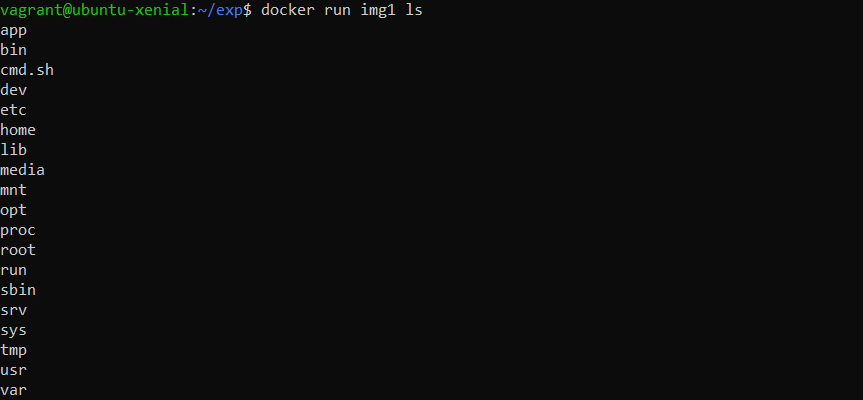 vagrant@ubuntu-xenial:~/exp$ docker run img1 ls
app
bin
cmd.sh
dev
etc
home
lib
media
mnt
opt
proc
root
run
sbin
srv
sys
tmp
usr
var